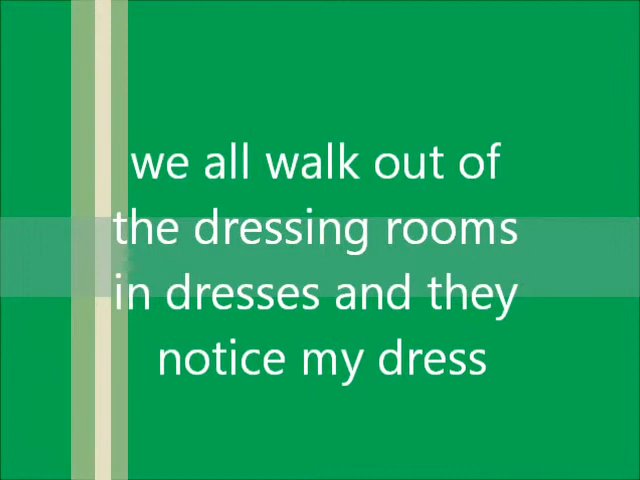 we all walk out of
the dressing rooms
in dresses and they
notice my dress